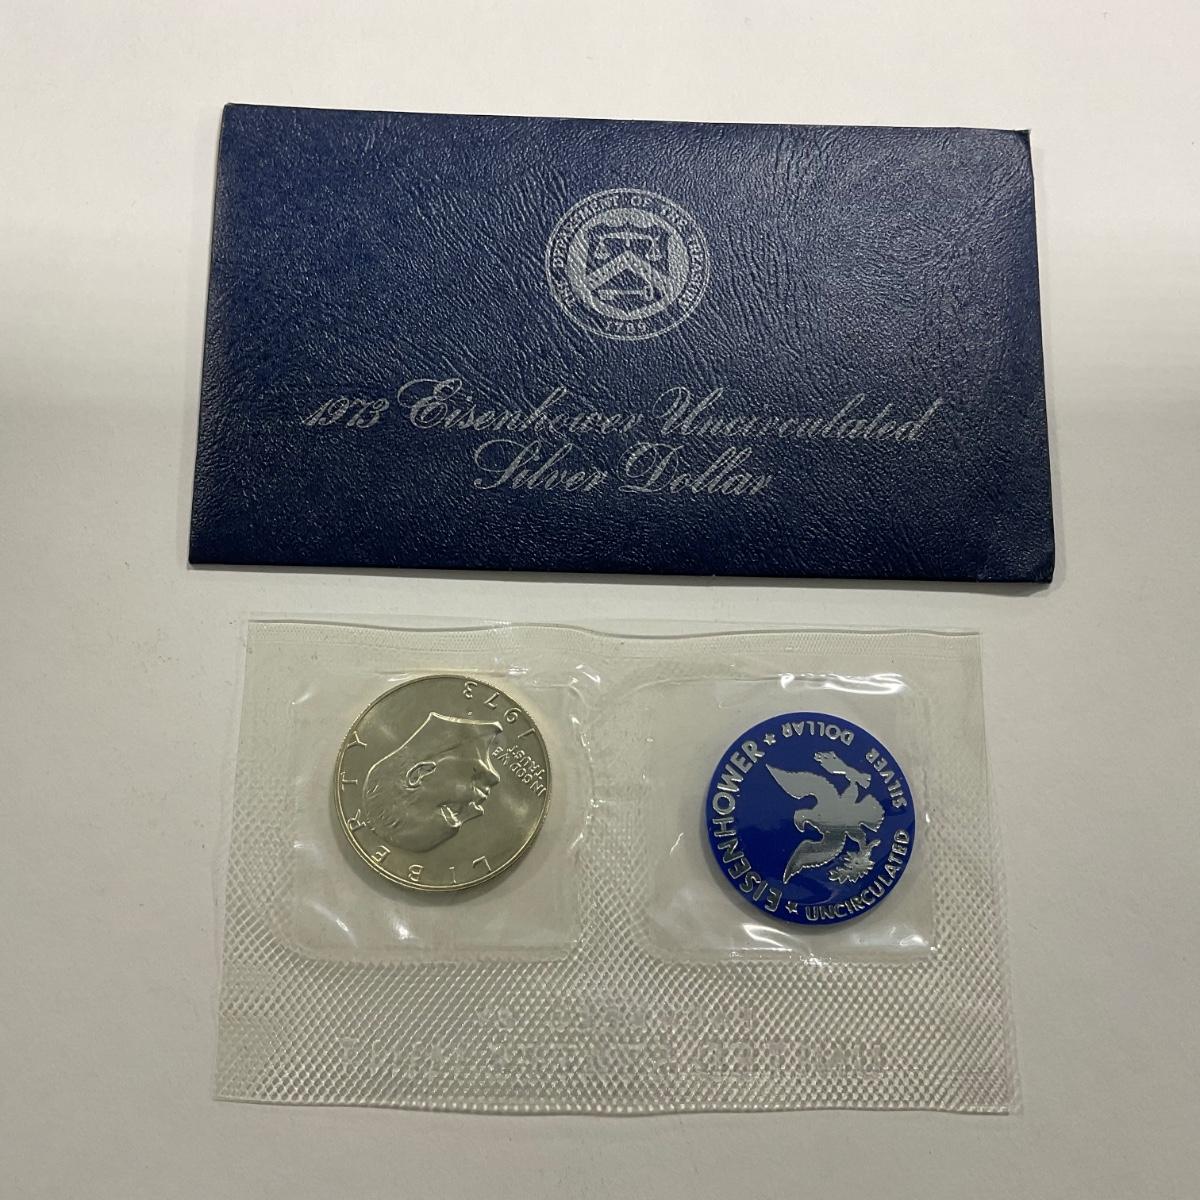 THE DEPARTMENT OF THE TREASURY
1789
1973 Eisenhower Uncirculated
Silver Dollar
LIBERTY
IN GOD WE
TRUST
1973
EISENHOWER
UNCIRCULATED
SILVER DOLLAR